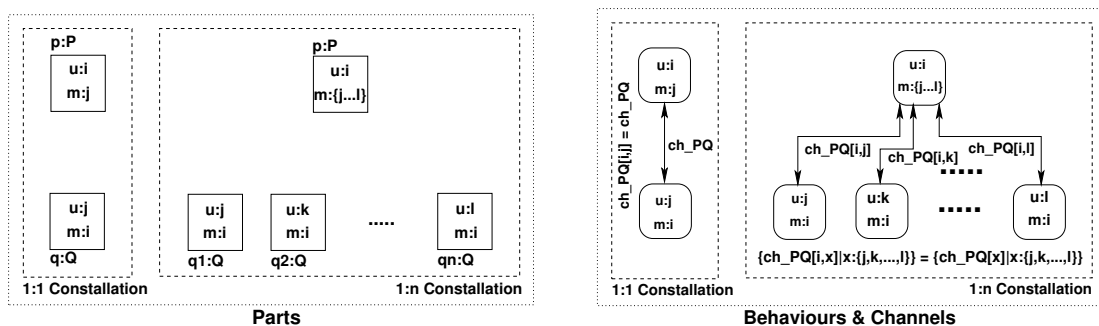 p:P
u:i
m:j
u:j
m:i
q:Q
1:1 Constallation
p:P
u:i
m:{j...l}
u:j
m:i
q1:Q
u:k
m:i
q2:Q
.....
u:l
m:i
qn:Q
1:n Constallation
Parts
ch_PQ[i,j] = ch_PQ
u:i
m:j
ch_PQ
u:j
m:i
1:1 Constallation
u:i
m:{j...l}
ch_PQ[i,j]
ch_PQ[i,k]
ch_PQ[i,l]
.....
u:j
m:i
u:k
m:i
.....
u:l
m:i
{ch_PQ[i,x]|x:{j,k,...,l}} = {ch_PQ[x]|x:{j,k,...,l}}
1:n Constallation
Behaviours & Channels